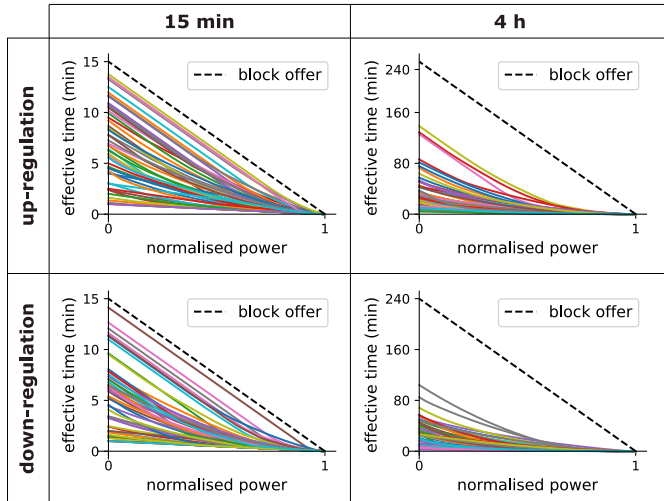 15 min
4 h
up-regulation
effective time (min)
15
10
5
0
block offer
0
1
normalised power
effective time (min)
240
160
80
0
block offer
0
1
normalised power
down-regulation
effective time (min)
15
10
5
0
block offer
0
1
normalised power
effective time (min)
240
160
80
0
block offer
0
1
normalised power